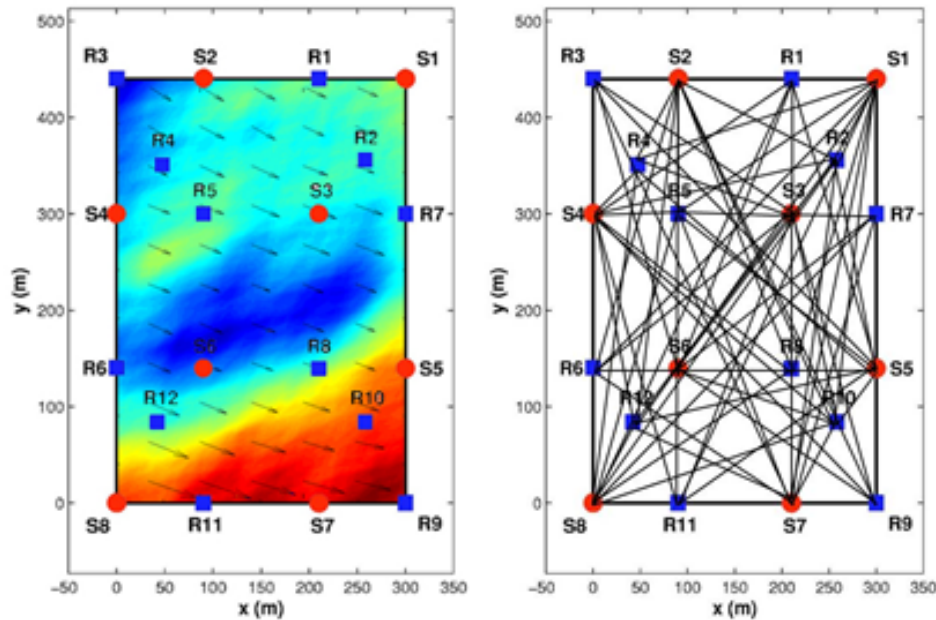 500
R3 S2 R1 S1
400
R4 R2
R5 S3
300
S4 R7
y (m)
200
S6 R8
R6 S5
100
R12 R10
0
S8 R11 S7 R9
-50 0 50 100 150 200 250 300 350
x (m)
500
R3 S2 R1 S1
400
R4 R2
R5 S3
300
S4 R7
y (m)
200
S6 R8
R6 S5
100
R12 R10
0
S8 R11 S7 R9
-50 0 50 100 150 200 250 300 350
x (m)